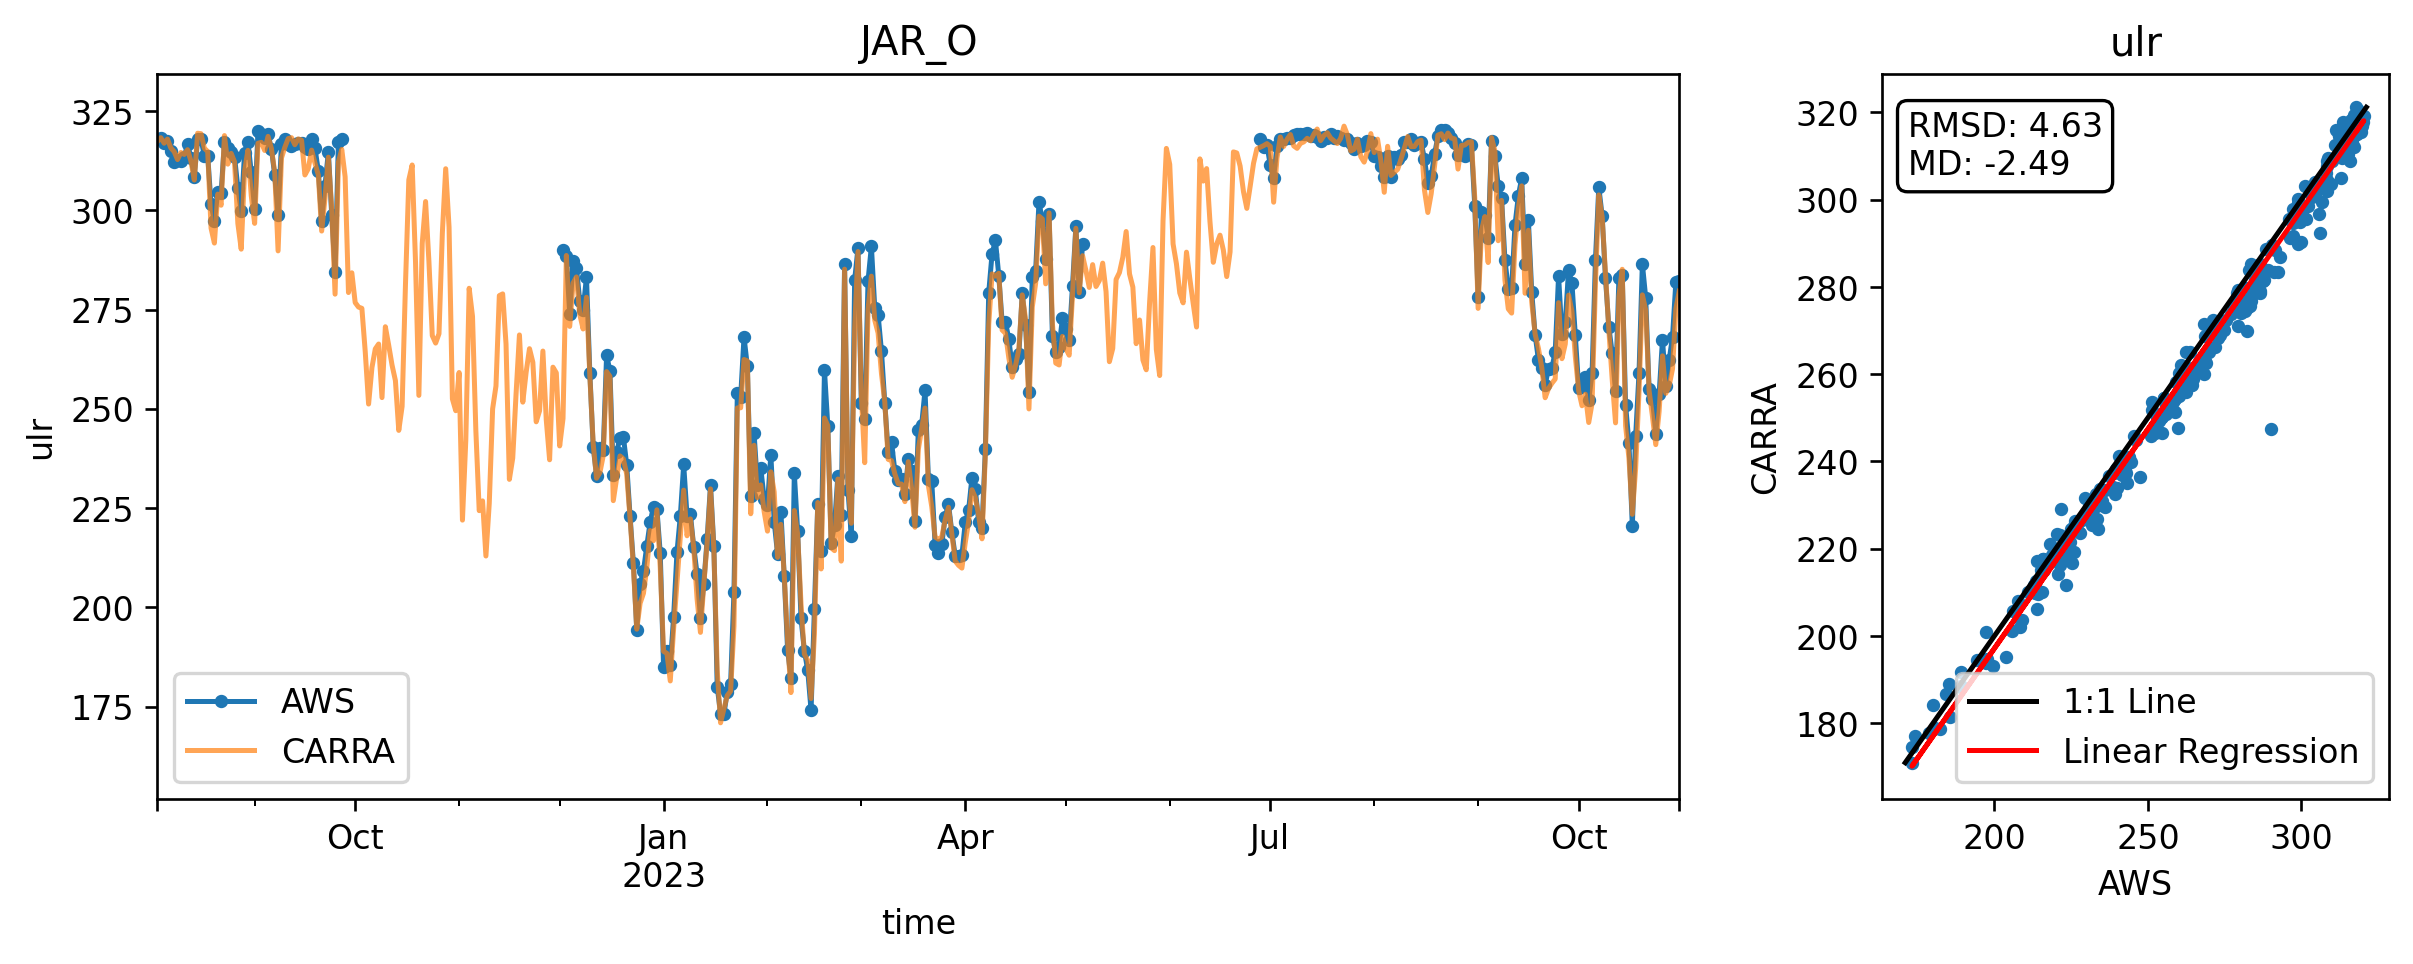 JAR_O
325
300
275
250
225
200
175
ulr
AWS
CARRA
Oct
Jan
2023
Apr
Jul
Oct
time
ulr
320
300
280
260
240
220
200
180
CARRA
RMSD: 4.63
MD: -2.49
1:1 Line
Linear Regression
200
250
300
AWS